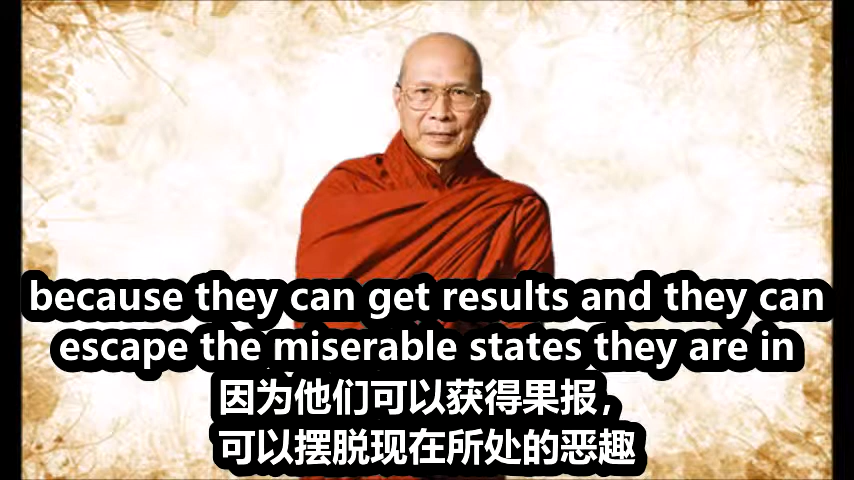 because they can get results and they can
escape the miserable states they are in
因为他们可以获得果报，
可以摆脱现在所处的恶趣